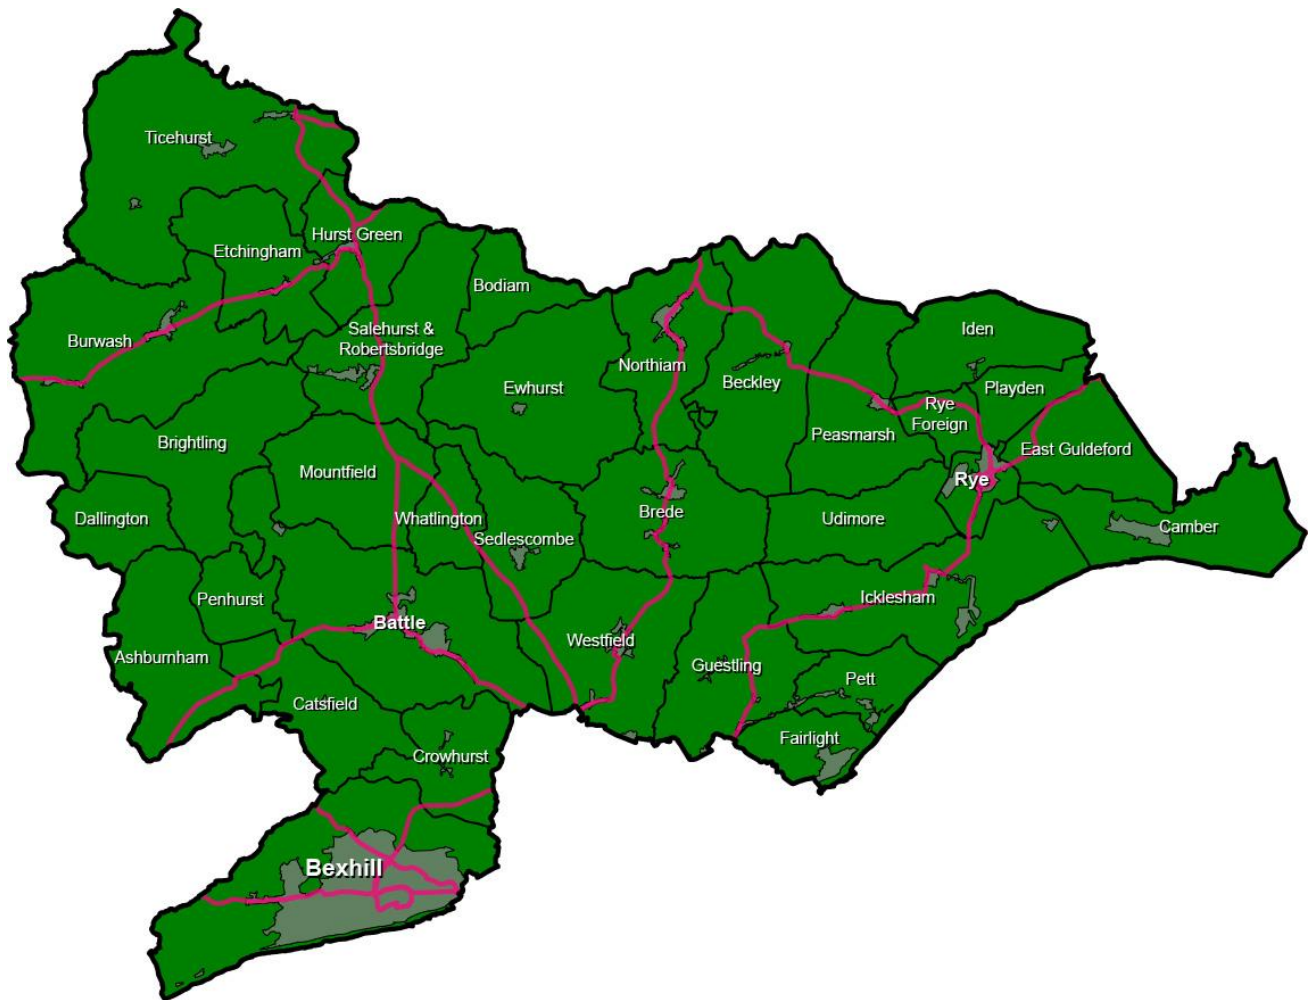 Ticehurst
Hurst Green
Etchingham
Bodiam
Burwash
Salehurst &
Robertsbridge
Iden
Northiam
Beckley
Ewhurst
Playden
Rye
Foreign
Peasmarsh
Brightling
East Guldeford
Mountfield
Rye
Dallington
Whatlington
Brede
Udimore
Camber
Sedlescombe
Penhurst
Icklesham
Battle
Westfield
Ashburnham
Guestling
Pett
Catsfield
Fairlight
Crowhurst
Bexhill